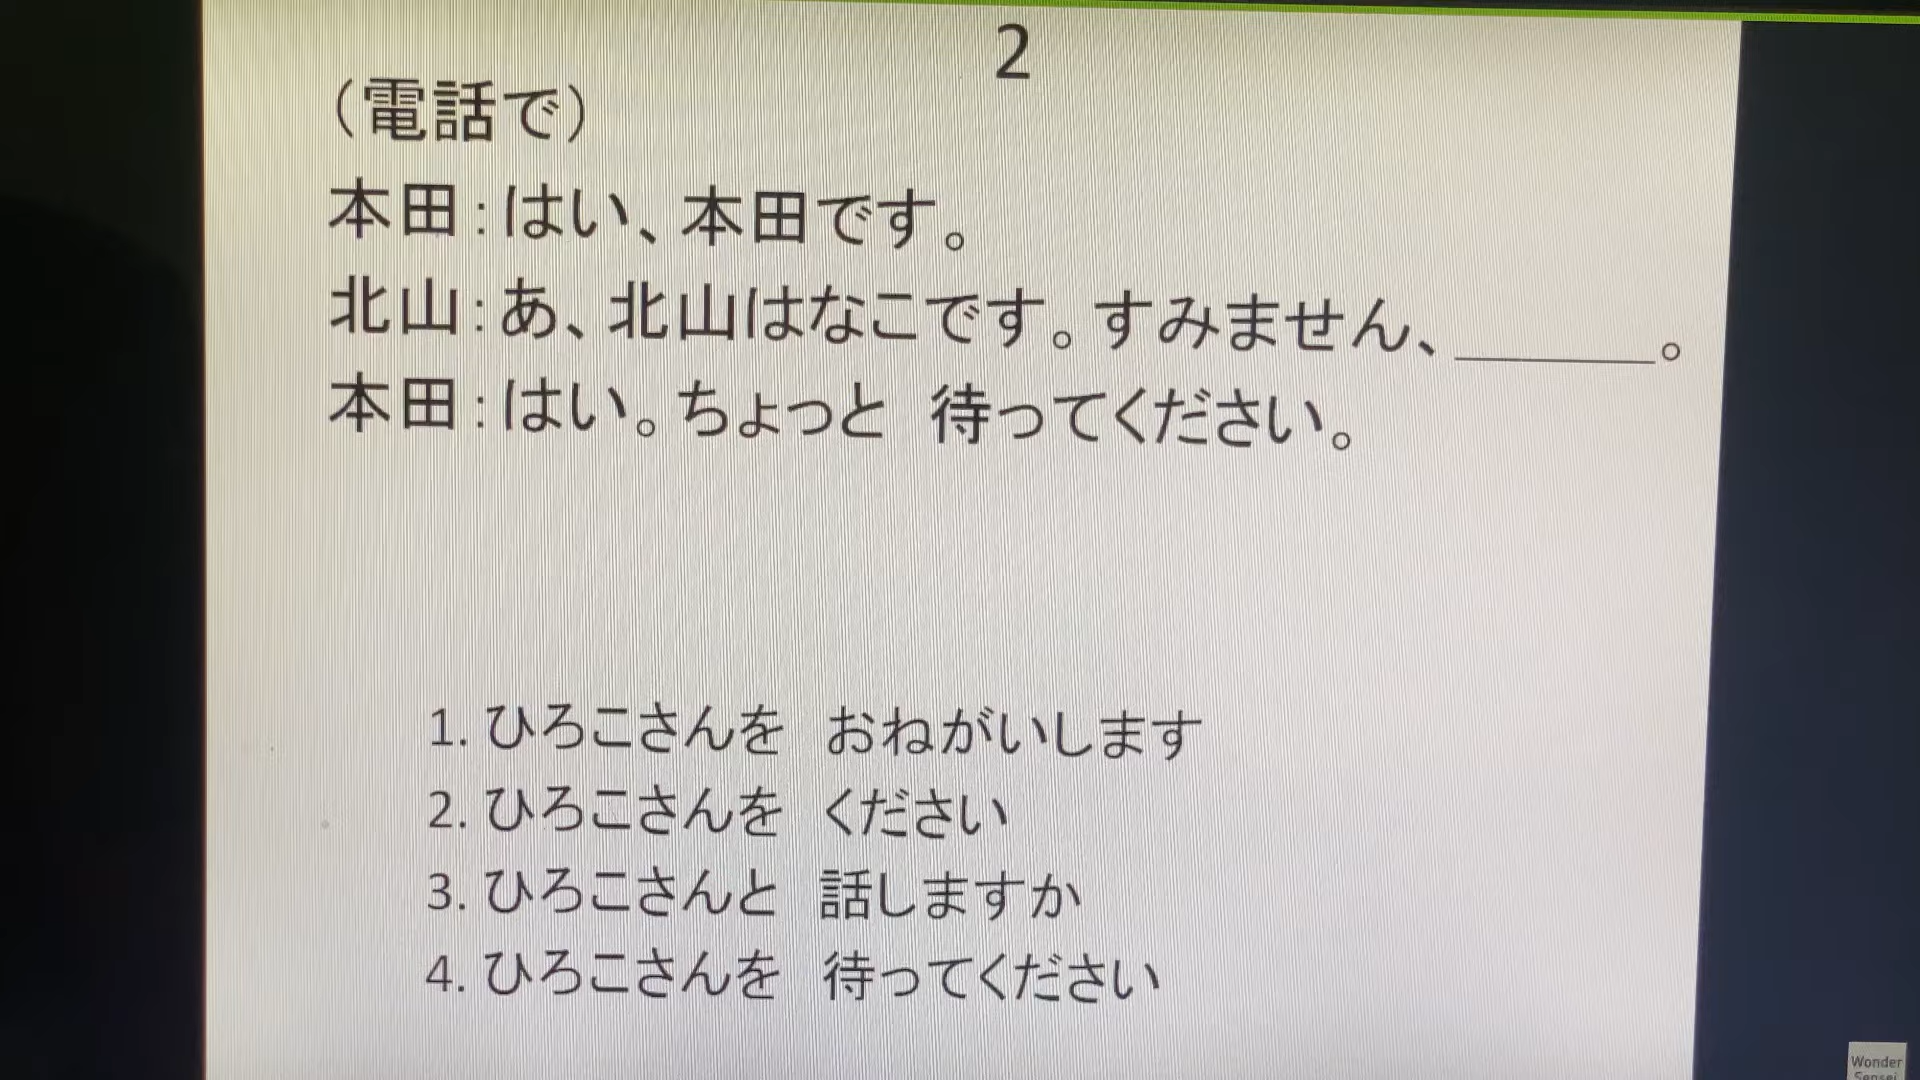 2
（電話で）
本田：はい、本田です。
北山：あ、北山はなこです。すみません、________。
本田：はい。ちょっと 待ってください。
1. ひろこさんを おねがいします
2. ひろこさんを ください
3. ひろこさんと 話しますか
4. ひろこさんを 待ってください
Wonder
Sensei